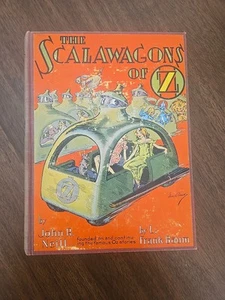 THE
SCALAWAGONS
OF OZ
by
John R.
Neill
founded on and continuing the famous Oz stories
by L.
Frank Baum